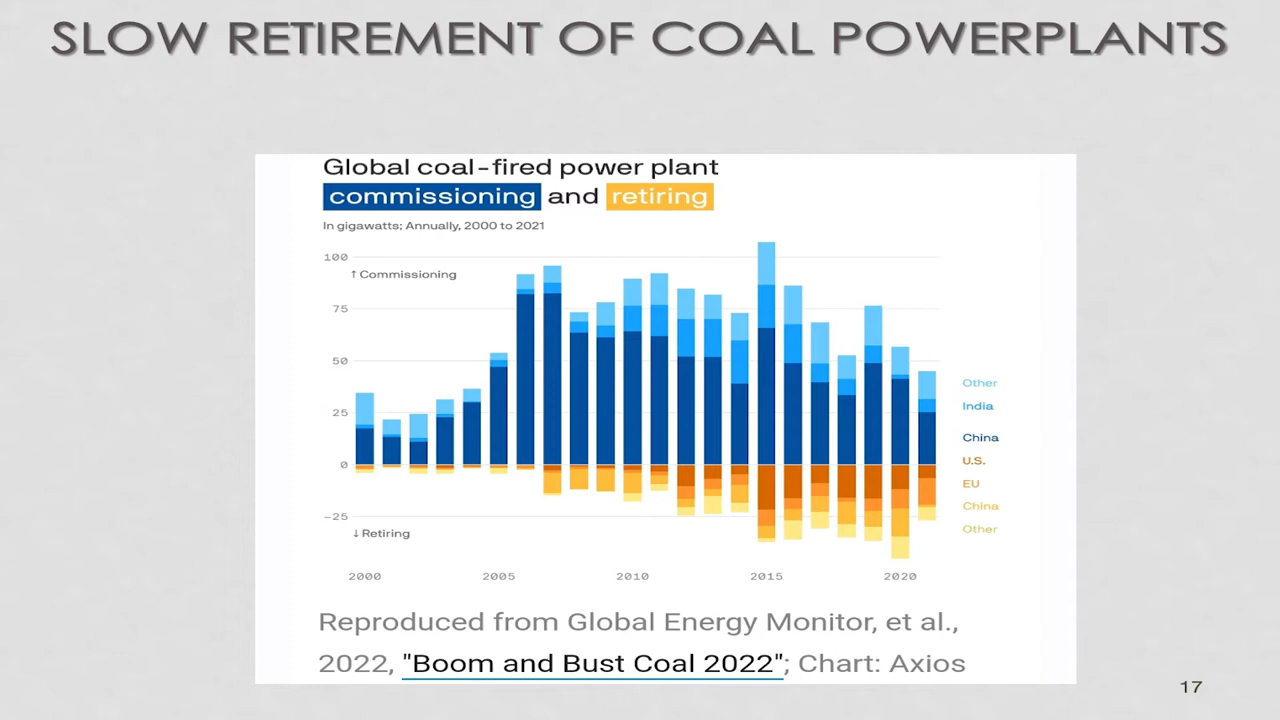 SLOW RETIREMENT OF COAL POWERPLANTS
Global coal-fired power plant
commissioning and retiring
In gigawatts; Annually, 2000 to 2021
100
↑ Commissioning
75
50
25
0
−25
↓ Retiring
Other
India
China
U.S.
EU
China
Other
2000 2005 2010 2015 2020
Reproduced from Global Energy Monitor, et al.,
2022, "Boom and Bust Coal 2022"; Chart: Axios
17